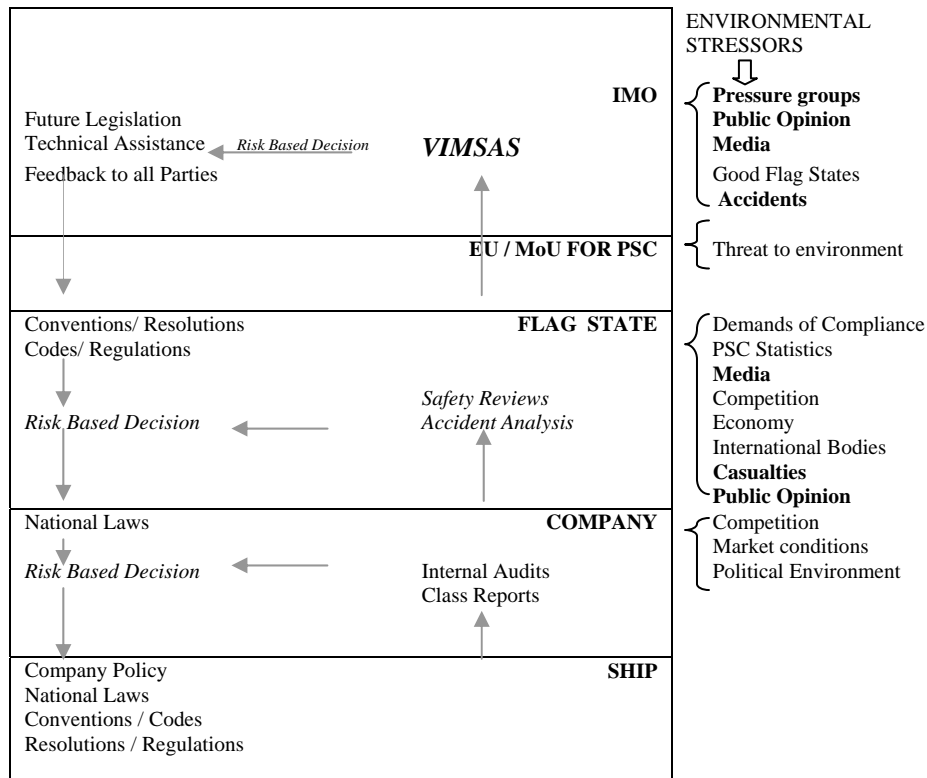 ENVIRONMENTAL
STRESSORS
IMO
Future Legislation
Technical Assistance
Risk Based Decision
VIMSAS
Feedback to all Parties
Pressure groups
Public Opinion
Media
Good Flag States
Accidents
EU / MoU FOR PSC
Threat to environment
FLAG STATE
Conventions/ Resolutions
Codes/ Regulations
Risk Based Decision
Safety Reviews
Accident Analysis
Demands of Compliance
PSC Statistics
Media
Competition
Economy
International Bodies
Casualties
Public Opinion
COMPANY
National Laws
Risk Based Decision
Internal Audits
Class Reports
Competition
Market conditions
Political Environment
SHIP
Company Policy
National Laws
Conventions / Codes
Resolutions / Regulations